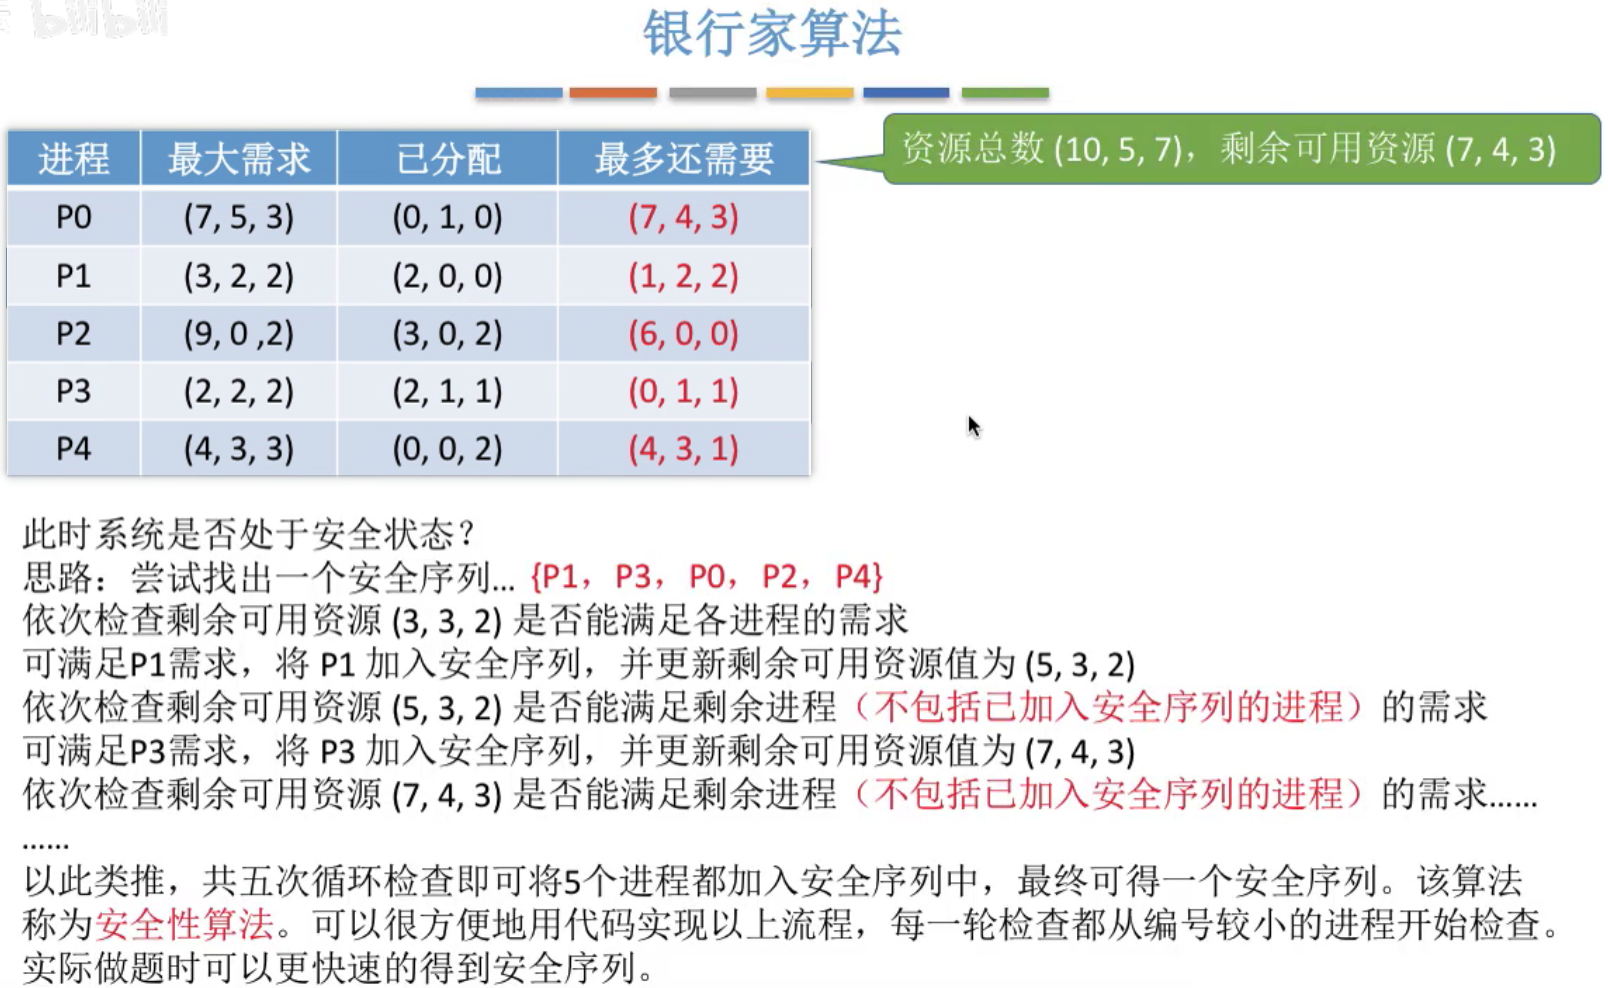 bilibili
银行家算法
资源总数 (10, 5, 7)，剩余可用资源 (7, 4, 3)
进程 最大需求 已分配 最多还需要
P0 (7, 5, 3) (0, 1, 0) (7, 4, 3)
P1 (3, 2, 2) (2, 0, 0) (1, 2, 2)
P2 (9, 0 ,2) (3, 0, 2) (6, 0, 0)
P3 (2, 2, 2) (2, 1, 1) (0, 1, 1)
P4 (4, 3, 3) (0, 0, 2) (4, 3, 1)
此时系统是否处于安全状态？
思路：尝试找出一个安全序列... {P1，P3，P0，P2，P4}
依次检查剩余可用资源 (3, 3, 2) 是否能满足各进程的需求
可满足P1需求，将 P1 加入安全序列，并更新剩余可用资源值为 (5, 3, 2)
依次检查剩余可用资源 (5, 3, 2) 是否能满足剩余进程（不包括已加入安全序列的进程）的需求
可满足P3需求，将 P3 加入安全序列，并更新剩余可用资源值为 (7, 4, 3)
依次检查剩余可用资源 (7, 4, 3) 是否能满足剩余进程（不包括已加入安全序列的进程）的需求......
......
以此类推，共五次循环检查即可将5个进程都加入安全序列中，最终可得一个安全序列。该算法
称为安全性算法。可以很方便地用代码实现以上流程，每一轮检查都从编号较小的进程开始检查。
实际做题时可以更快速的得到安全序列。